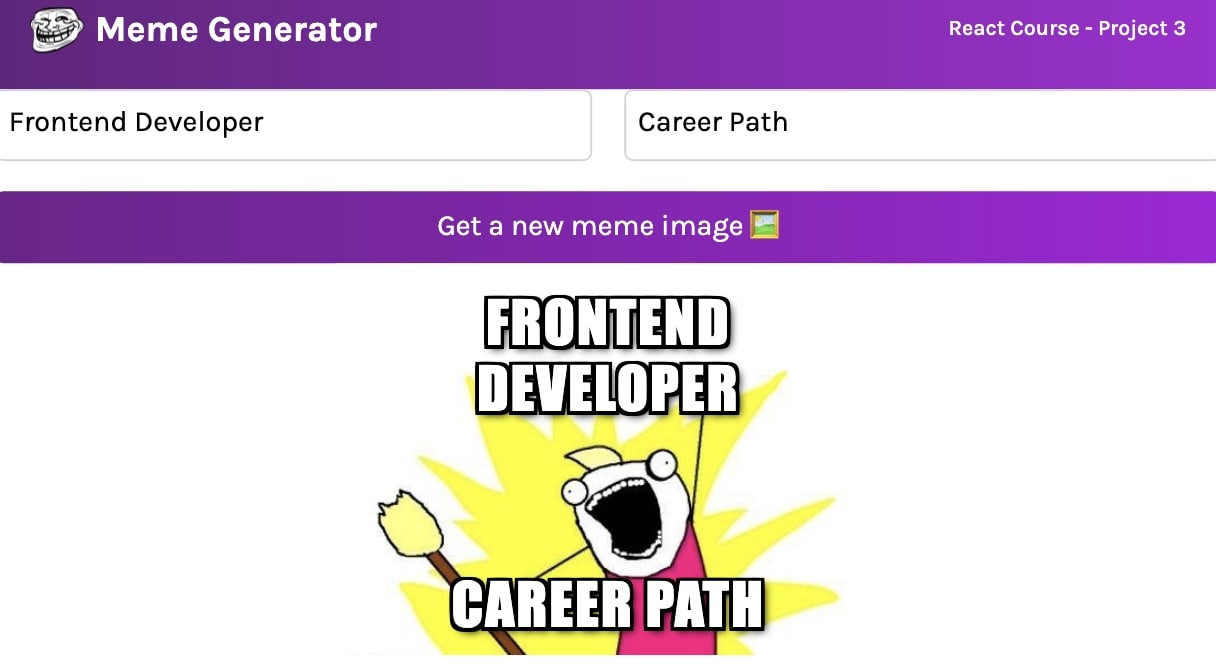 Meme Generator
React Course - Project 3
Frontend Developer
Career Path
Get a new meme image
FRONTEND
DEVELOPER
CAREER PATH